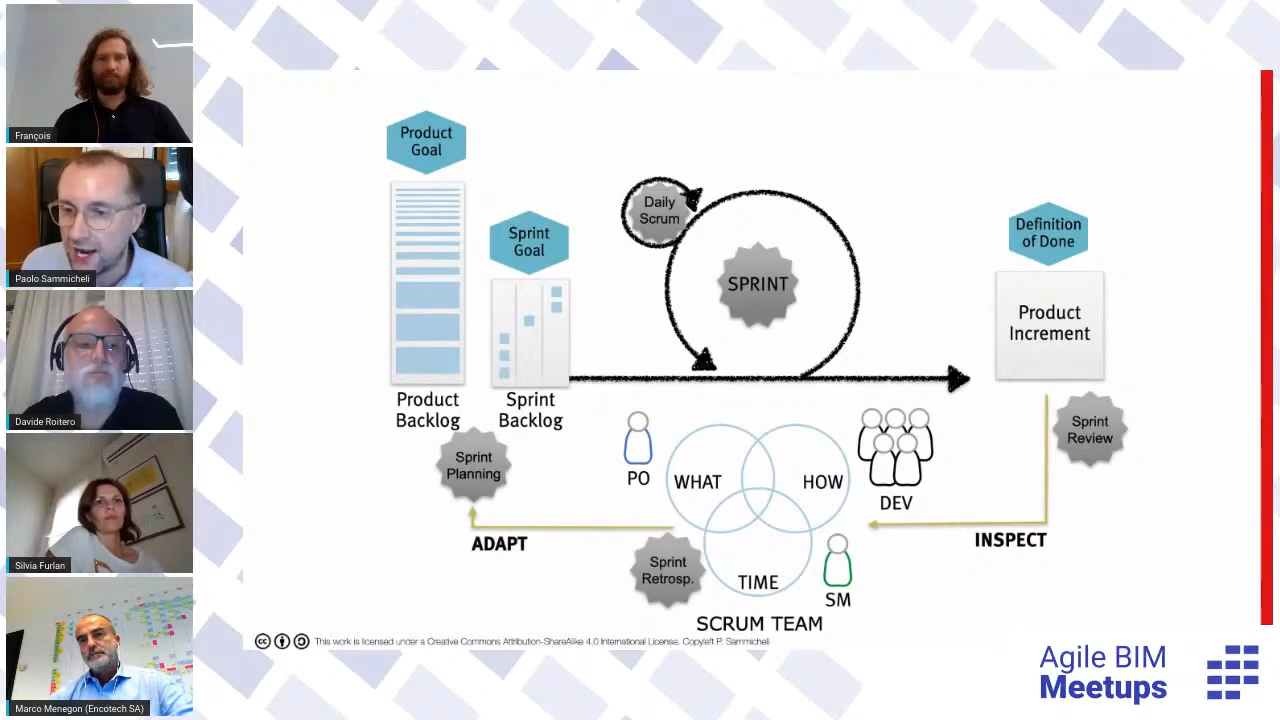 François
Paolo Sammicheli
Davide Roitero
Silvia Furlan
Marco Menegon (Encotech SA)
Product
Goal
Sprint
Goal
Daily
Scrum
SPRINT
Definition
of Done
Product
Increment
Product
Backlog
Sprint
Backlog
Sprint
Planning
PO
WHAT
HOW
DEV
Sprint
Review
ADAPT
INSPECT
Sprint
Retrosp.
TIME
SM
SCRUM TEAM
This work is licensed under a Creative Commons Attribution-ShareAlike 4.0 International License. Copyleft P. Sammicheli
Agile BIM
Meetups